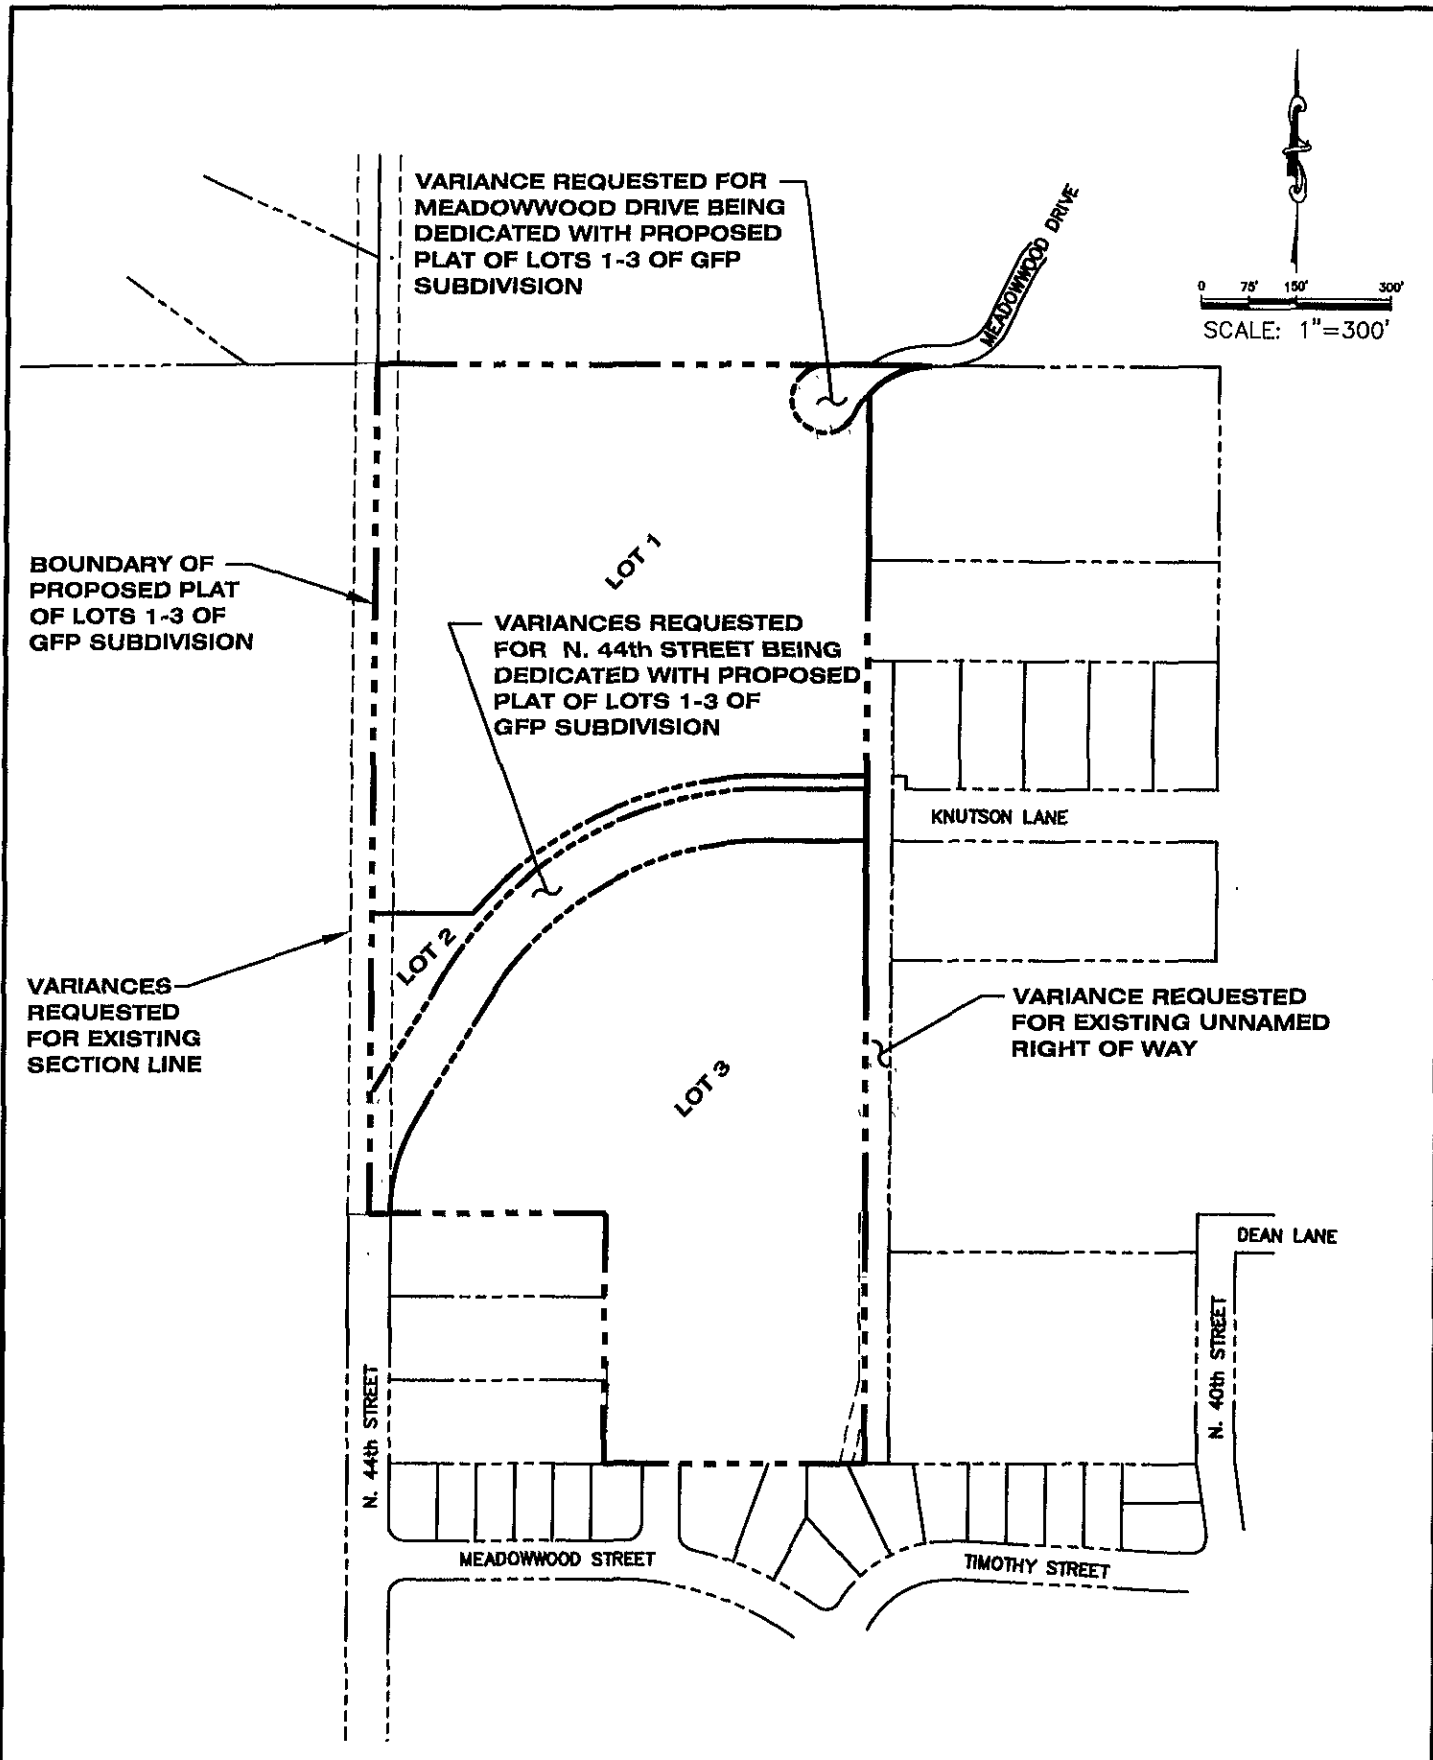 VARIANCE REQUESTED FOR
MEADOWWOOD DRIVE BEING
DEDICATED WITH PROPOSED
PLAT OF LOTS 1-3 OF GFP
SUBDIVISION
MEADOWWOOD DRIVE
0 75' 150' 300'
SCALE: 1"=300'
BOUNDARY OF
PROPOSED PLAT
OF LOTS 1-3 OF
GFP SUBDIVISION
LOT 1
VARIANCES REQUESTED
FOR N. 44th STREET BEING
DEDICATED WITH PROPOSED
PLAT OF LOTS 1-3 OF
GFP SUBDIVISION
KNUTSON LANE
LOT 2
VARIANCES
REQUESTED
FOR EXISTING
SECTION LINE
VARIANCE REQUESTED
FOR EXISTING UNNAMED
RIGHT OF WAY
LOT 3
DEAN LANE
N. 40th STREET
N. 44th STREET
MEADOWWOOD STREET
TIMOTHY STREET